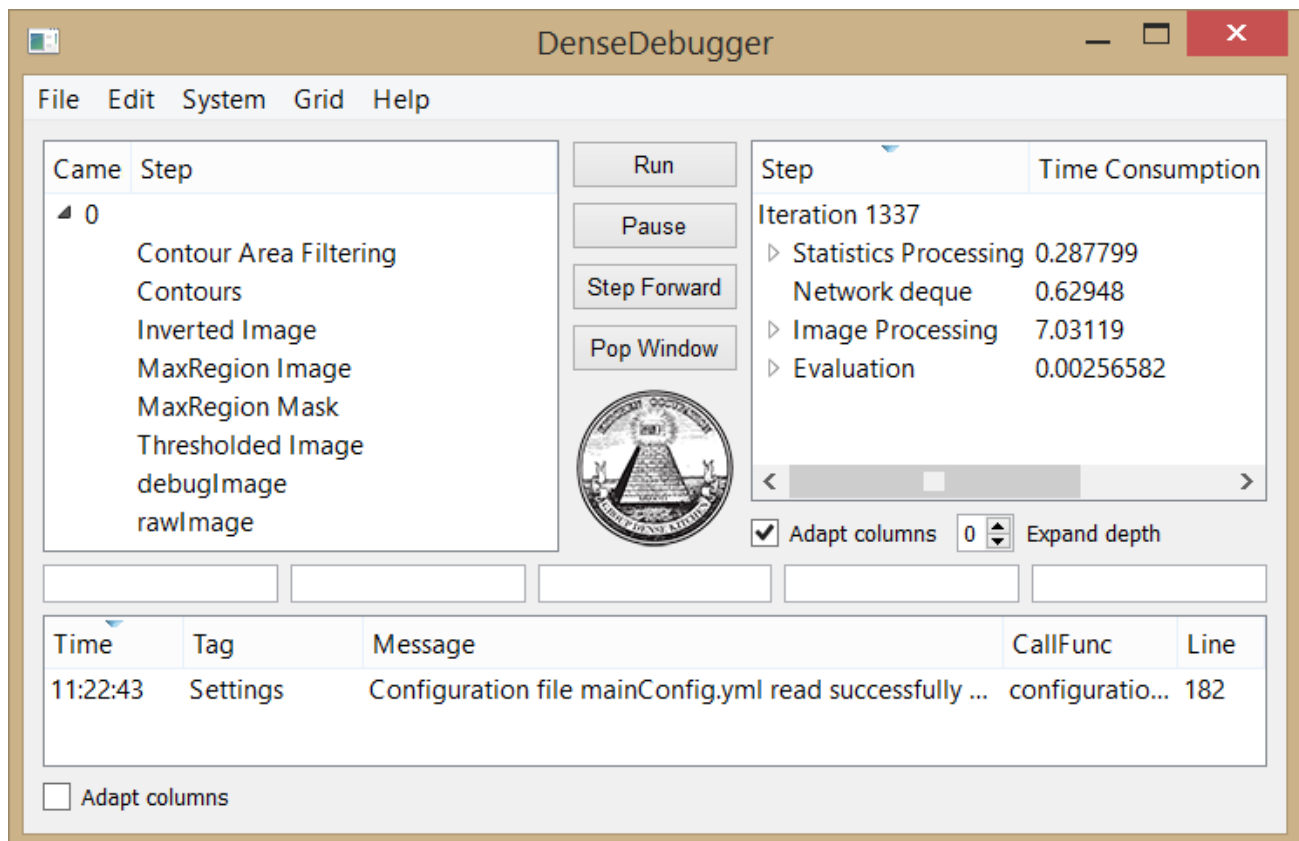 DenseDebugger
File Edit System Grid Help
Came Step
0
Contour Area Filtering
Contours
Inverted Image
MaxRegion Image
MaxRegion Mask
Thresholded Image
debugImage
rawImage
Run
Pause
Step Forward
Pop Window
GROUP DENSE KITCHEN
Step Time Consumption
Iteration 1337
Statistics Processing 0.287799
Network deque 0.62948
Image Processing 7.03119
Evaluation 0.00256582
Adapt columns 0 Expand depth
Time Tag Message CallFunc Line
11:22:43 Settings Configuration file mainConfig.yml read successfully ... configuratio... 182
Adapt columns